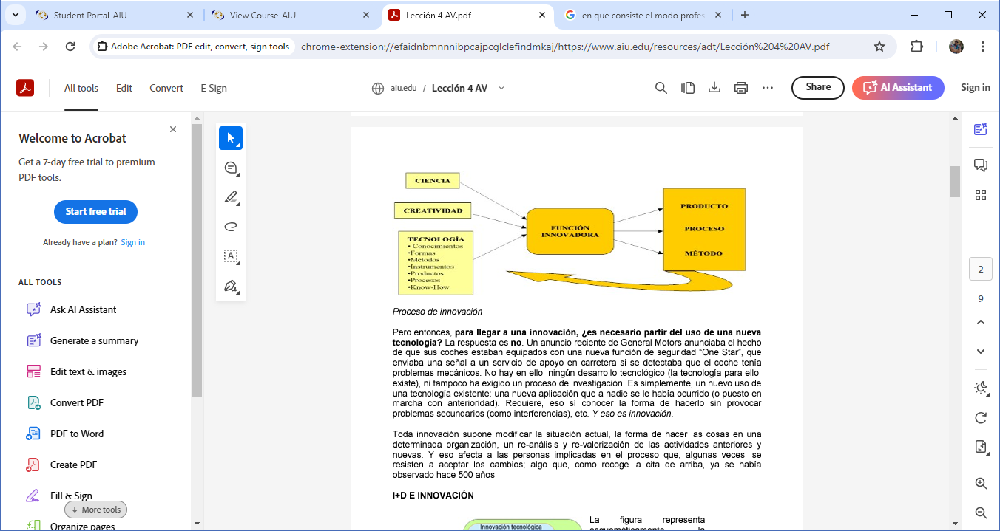 Student Portal-AIU
View Course-AIU
Lección 4 AV.pdf
en que consiste el modo profes
Adobe Acrobat: PDF edit, convert, sign tools
chrome-extension://efaidnbmnnnibpcajpcglclefindmkaj/https://www.aiu.edu/resources/adt/Lección%204%20AV.pdf
All tools
Edit
Convert
E-Sign
aiu.edu / Lección 4 AV
Share
AI Assistant
Sign in
Welcome to Acrobat
Get a 7-day free trial to premium
PDF tools.
Start free trial
Already have a plan? Sign in
ALL TOOLS
Ask AI Assistant
Generate a summary
Edit text & images
Convert PDF
PDF to Word
Create PDF
Fill & Sign
More tools
Organize pages
CIENCIA
CREATIVIDAD
TECNOLOGÍA
• Conocimientos
•Formas
•Métodos
•Instrumentos
•Productos
•Procesos
•Know-How
FUNCIÓN
INNOVADORA
PRODUCTO
PROCESO
MÉTODO
Proceso de innovación
Pero entonces, para llegar a una innovación, ¿es necesario partir del uso de una nueva
tecnología? La respuesta es no. Un anuncio reciente de General Motors anunciaba el hecho
de que sus coches estaban equipados con una nueva función de seguridad “One Star”, que
enviaba una señal a un servicio de apoyo en carretera si se detectaba que el coche tenía
problemas mecánicos. No hay en ello, ningún desarrollo tecnológico (la tecnología para ello,
existe), ni tampoco ha exigido un proceso de investigación. Es simplemente, un nuevo uso de
una tecnología existente: una nueva aplicación que a nadie se le había ocurrido (o puesto en
marcha con anterioridad). Requiere, eso sí conocer la forma de hacerlo sin provocar
problemas secundarios (como interferencias), etc. Y eso es innovación.
Toda innovación supone modificar la situación actual, la forma de hacer las cosas en una
determinada organización, un re-análisis y re-valorización de las actividades anteriores y
nuevas. Y eso afecta a las personas implicadas en el proceso que, algunas veces, se
resisten a aceptar los cambios; algo que, como recoge la cita de arriba, ya se había
observado hace 500 años.
I+D E INNOVACIÓN
Innovación tecnológica
La figura representa
esquemáticamente la
2
9